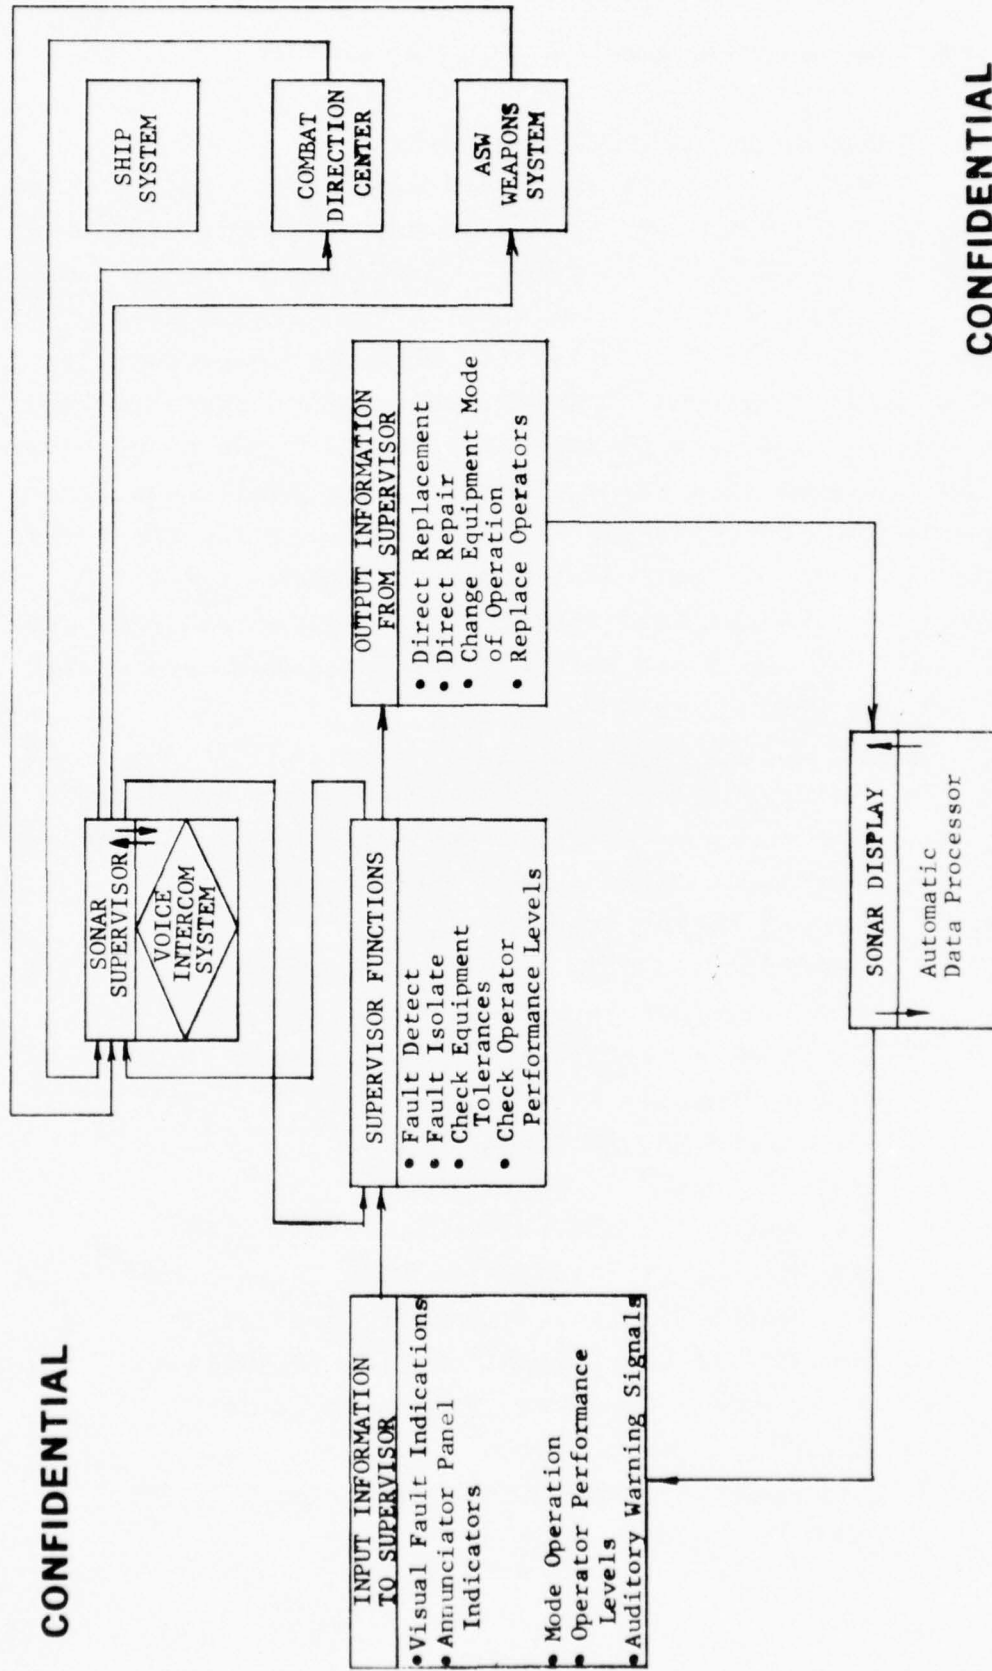 CONFIDENTIAL
SHIP
SYSTEM
COMBAT
DIRECTION
CENTER
ASW
WEAPONS
SYSTEM
SONAR
SUPERVISOR
VOICE
INTERCOM
SYSTEM
INPUT INFORMATION
TO SUPERVISOR
• Visual Fault Indications
• Annunciator Panel
Indicators
• Mode Operation
• Operator Performance
Levels
• Auditory Warning Signals
SUPERVISOR FUNCTIONS
• Fault Detect
• Fault Isolate
• Check Equipment
Tolerances
• Check Operator
Performance Levels
OUTPUT INFORMATION
FROM SUPERVISOR
• Direct Replacement
• Direct Repair
• Change Equipment Mode
of Operation
• Replace Operators
SONAR DISPLAY
Automatic
Data Processor
CONFIDENTIAL